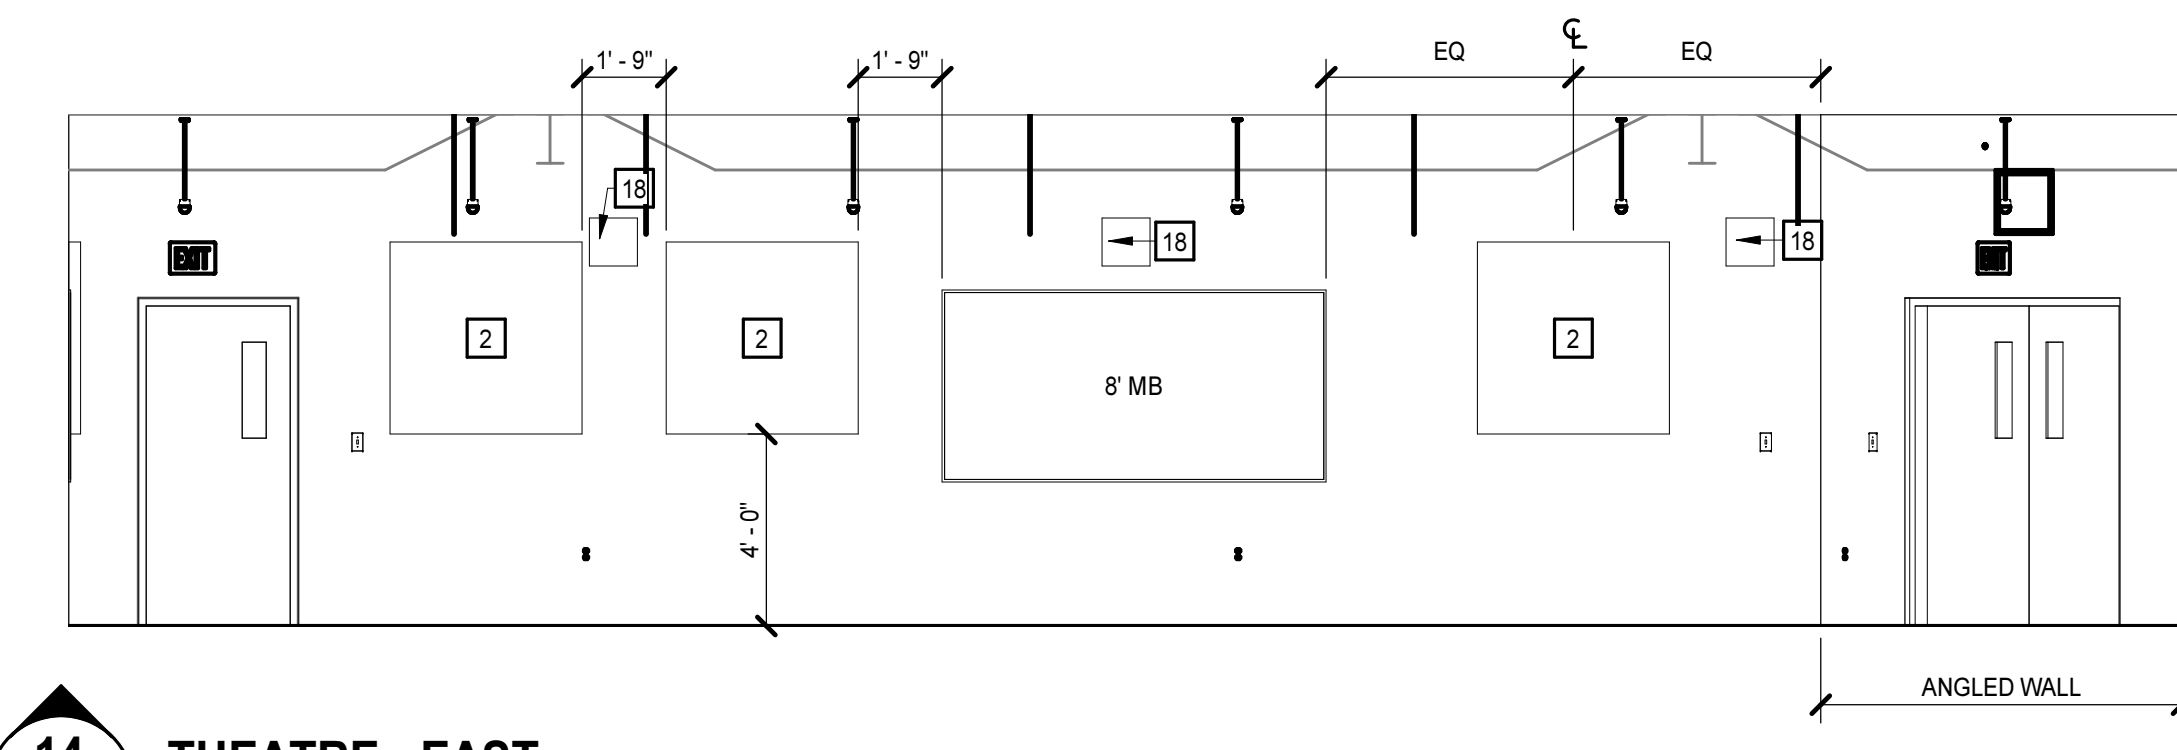 1' - 9"
1' - 9"
EQ
℄
EQ
18
18
18
EXIT
EXIT
2
2
2
8' MB
4' - 0"
ANGLED WALL
14
THEATRE - EAST